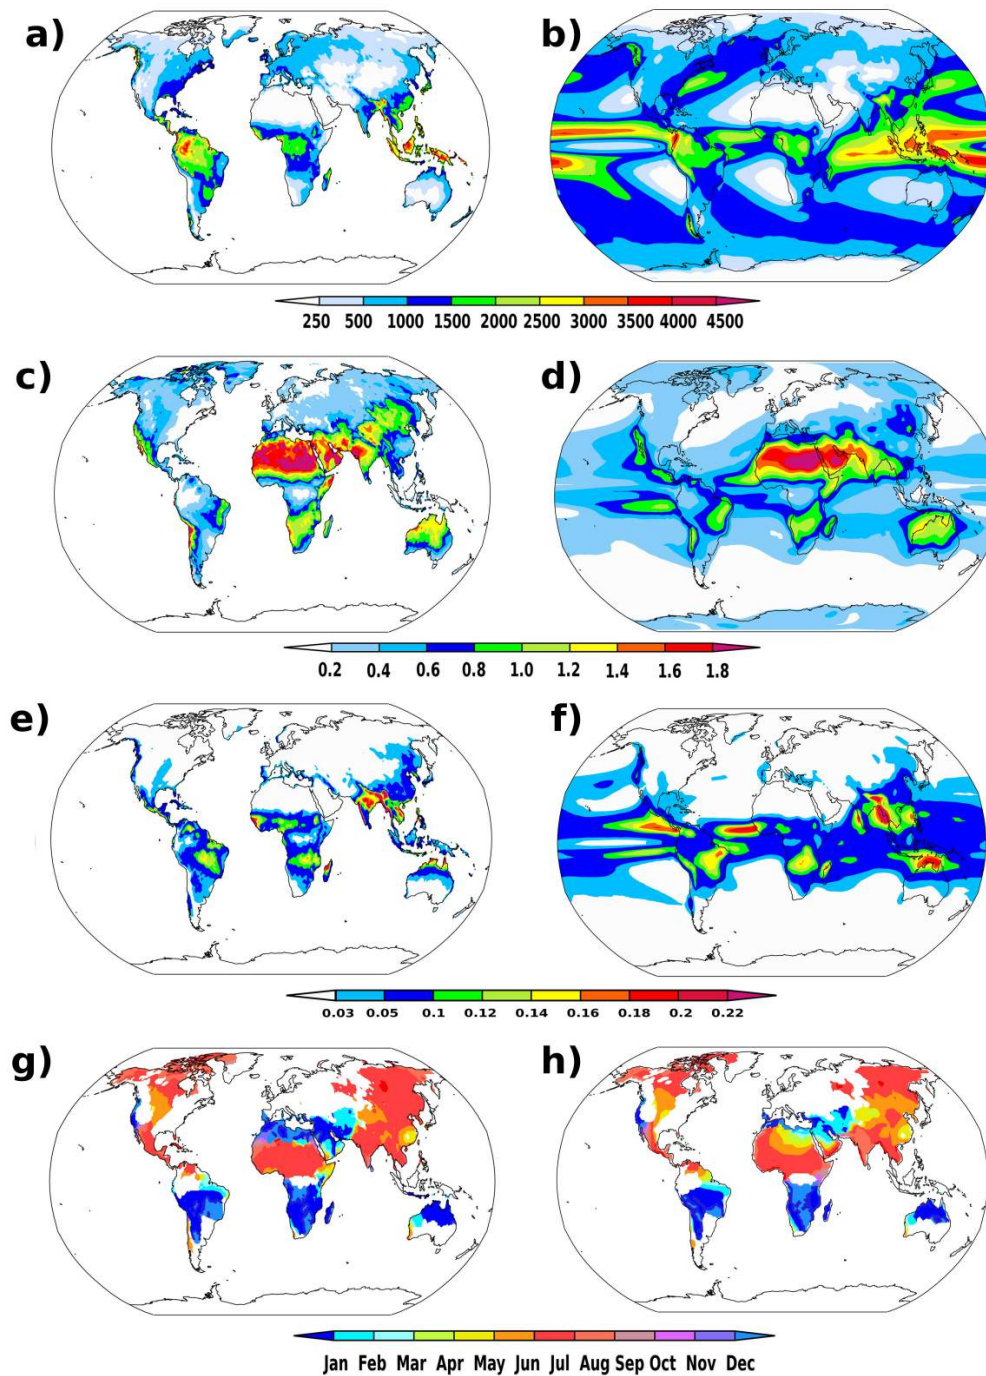 a) b)
250 500 1000 1500 2000 2500 3000 3500 4000 4500
c) d)
0.2 0.4 0.6 0.8 1.0 1.2 1.4 1.6 1.8
e) f)
0.03 0.05 0.1 0.12 0.14 0.16 0.18 0.2 0.22
g) h)
Jan Feb Mar Apr May Jun Jul Aug Sep Oct Nov Dec